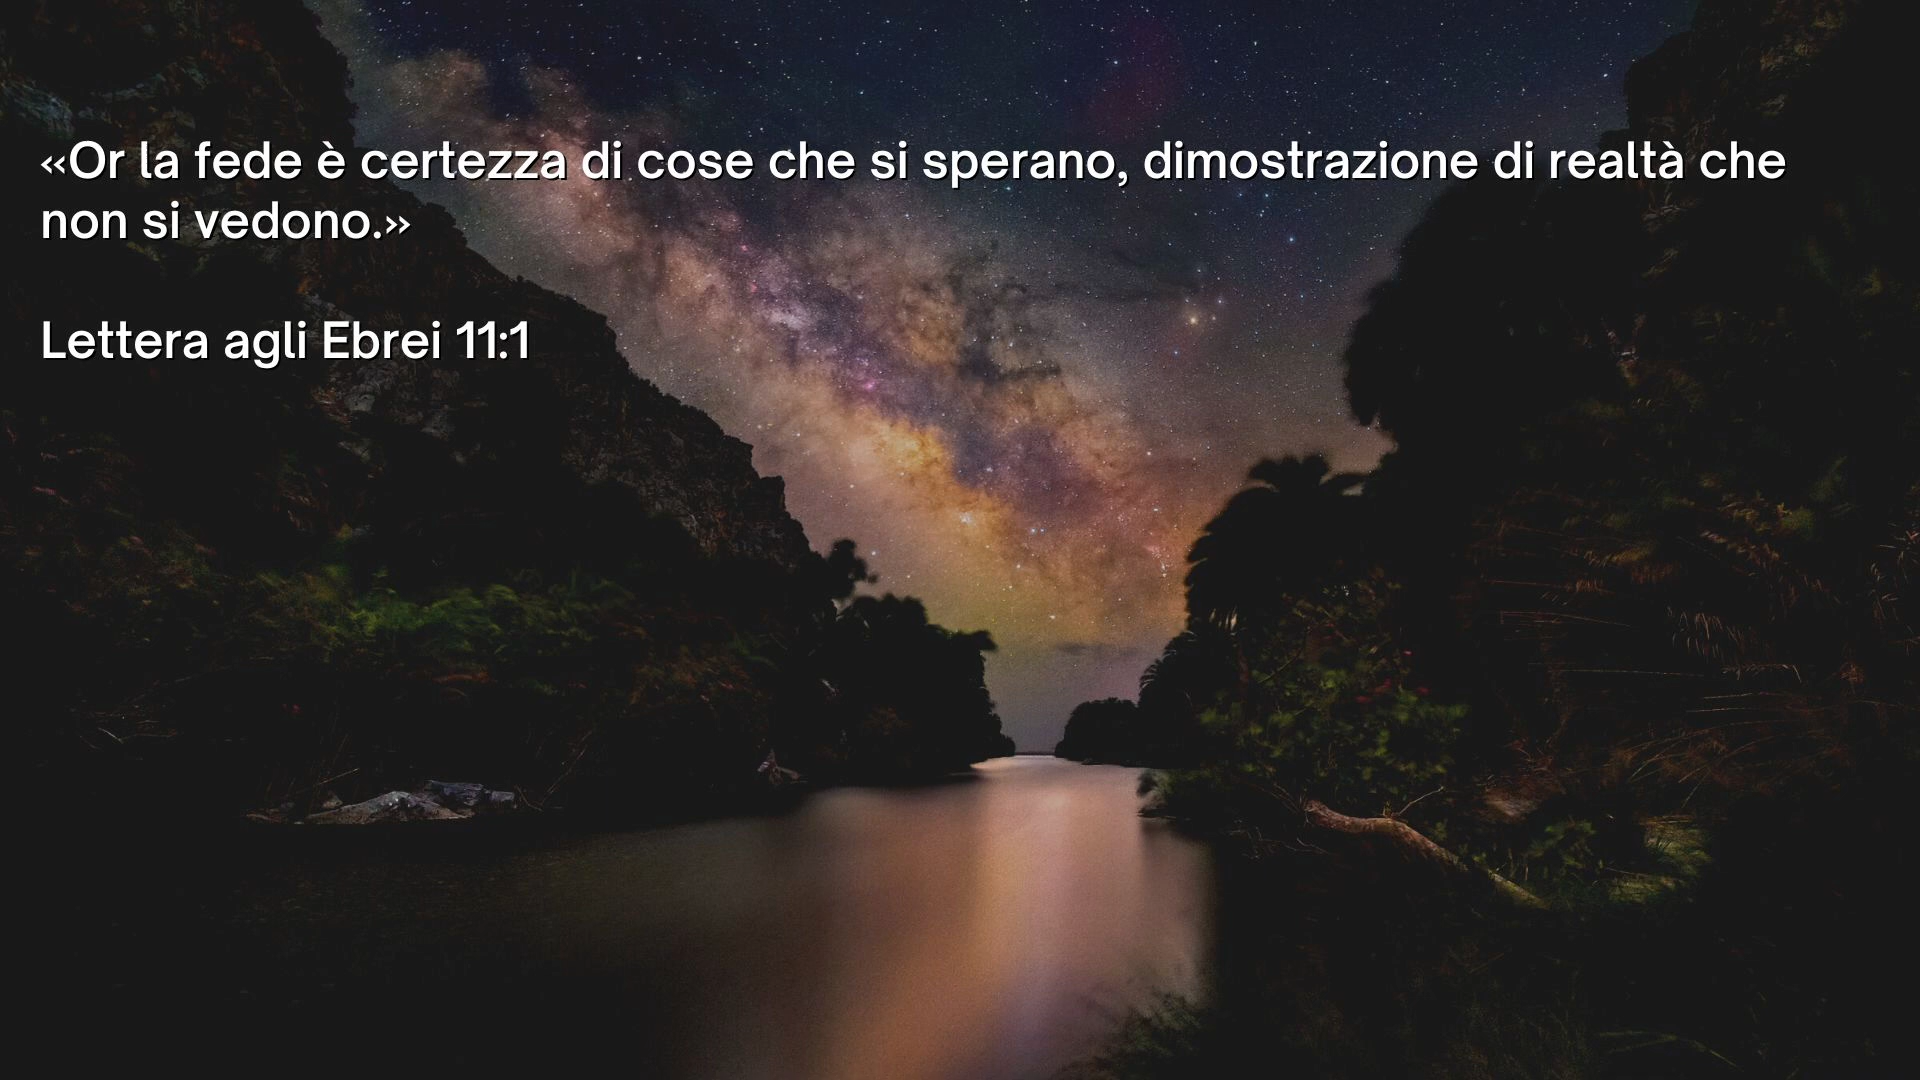 «Or la fede è certezza di cose che si sperano, dimostrazione di realtà che
non si vedono.»
Lettera agli Ebrei 11:1